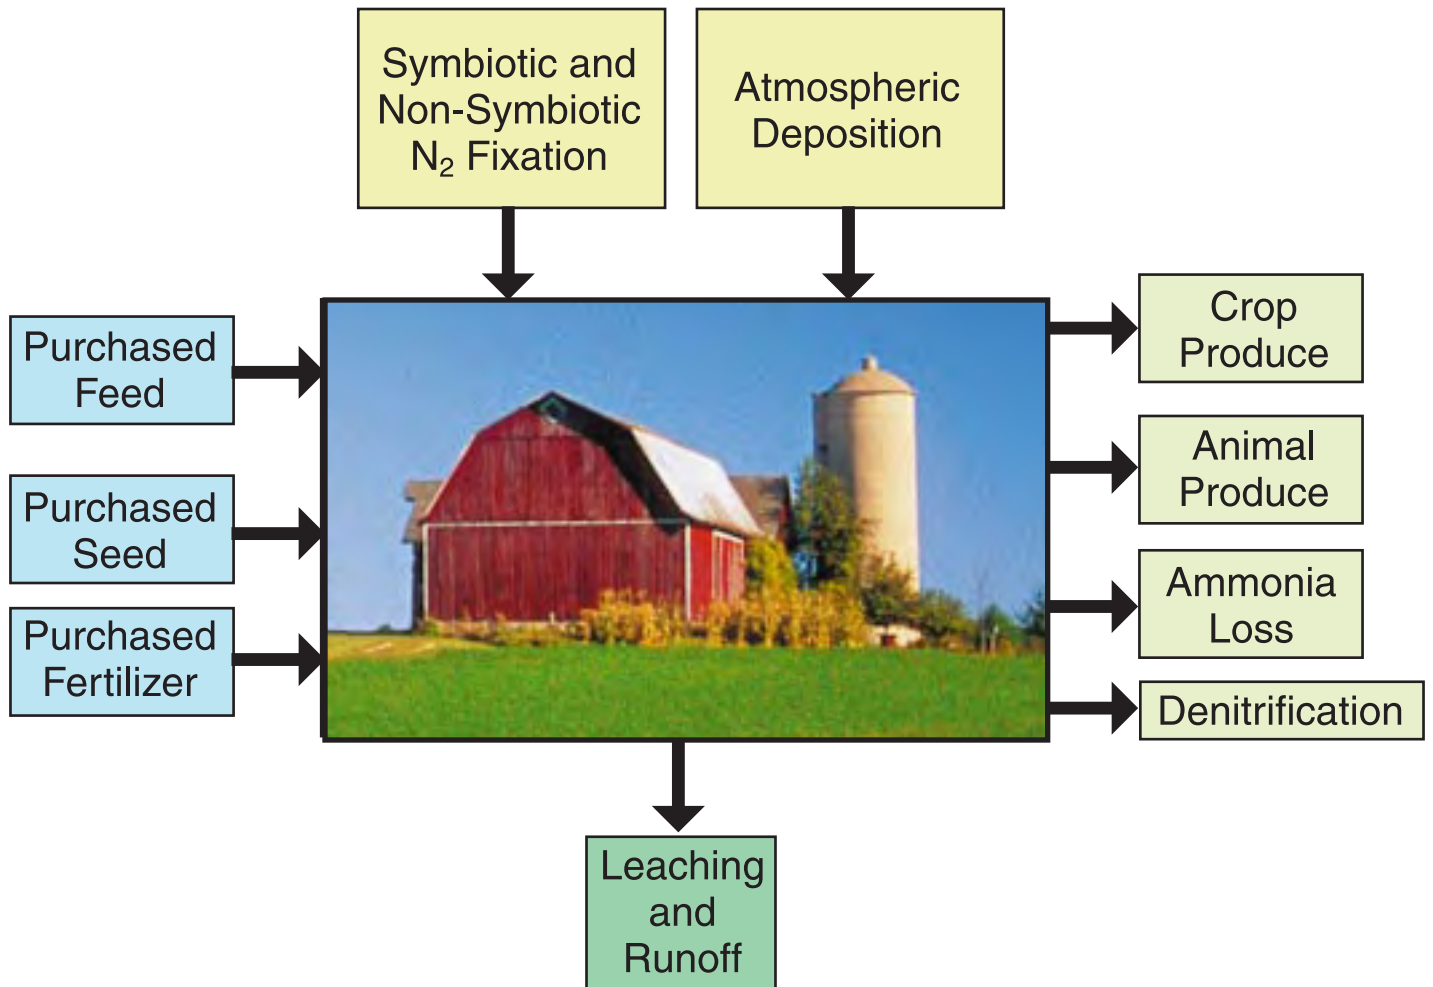 Symbiotic and
Non-Symbiotic
N₂ Fixation
Atmospheric
Deposition
Purchased
Feed
Purchased
Seed
Purchased
Fertilizer
Crop
Produce
Animal
Produce
Ammonia
Loss
Denitrification
Leaching
and
Runoff